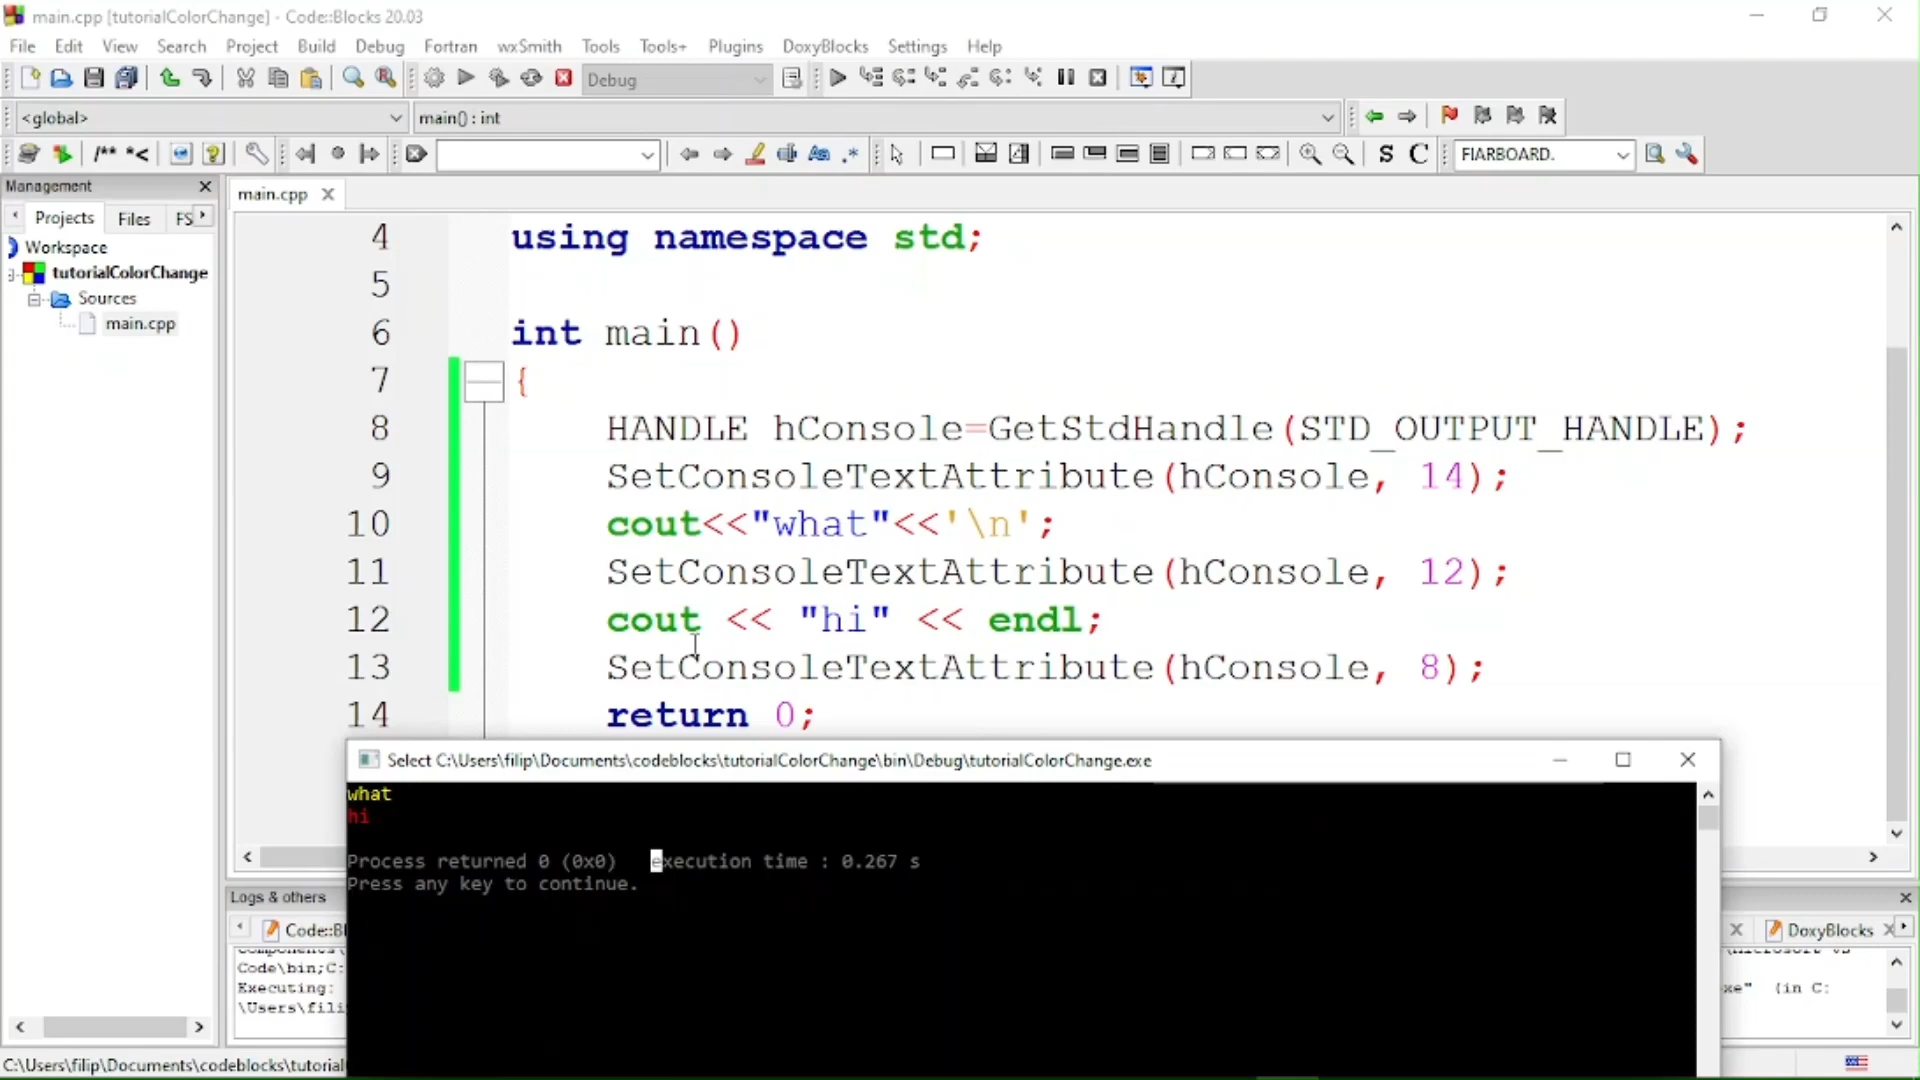 main.cpp [tutorialColorChange] - Code::Blocks 20.03
File Edit View Search Project Build Debug Fortran wxSmith Tools Tools+ Plugins DoxyBlocks Settings Help
Debug
<global> main() : int
/** *< Aa .* S C FIARBOARD.
Management
main.cpp
Projects Files FS
Workspace
tutorialColorChange
Sources
main.cpp
4 using namespace std;
5
6 int main()
7 {
8 HANDLE hConsole=GetStdHandle(STD_OUTPUT_HANDLE);
9 SetConsoleTextAttribute(hConsole, 14);
10 cout<<"what"<<'\n';
11 SetConsoleTextAttribute(hConsole, 12);
12 cout << "hi" << endl;
13 SetConsoleTextAttribute(hConsole, 8);
14 return 0;
Select C:\Users\filip\Documents\codeblocks\tutorialColorChange\bin\Debug\tutorialColorChange.exe
what
hi
Process returned 0 (0x0) execution time : 0.267 s
Press any key to continue.
Logs & others
Code::Bl
DoxyBlocks
Code\bin;C:
Executing:
xe" (in C:
\Users\fili
C:\Users\filip\Documents\codeblocks\tutorial